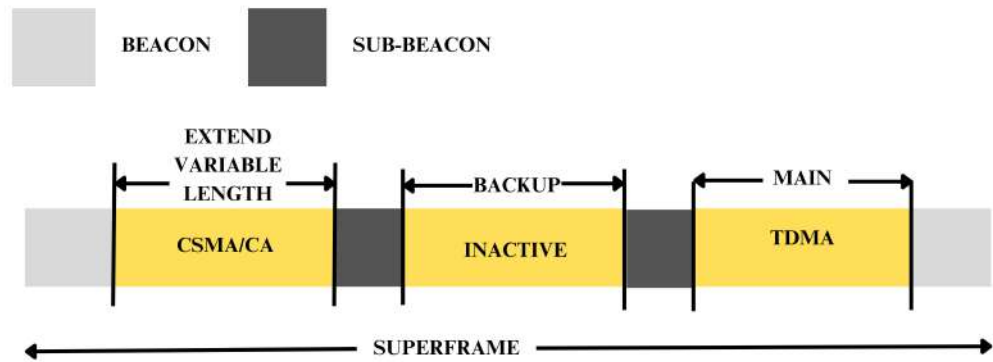 BEACON
SUB-BEACON
EXTEND
VARIABLE
LENGTH
BACKUP
MAIN
CSMA/CA
INACTIVE
TDMA
SUPERFRAME